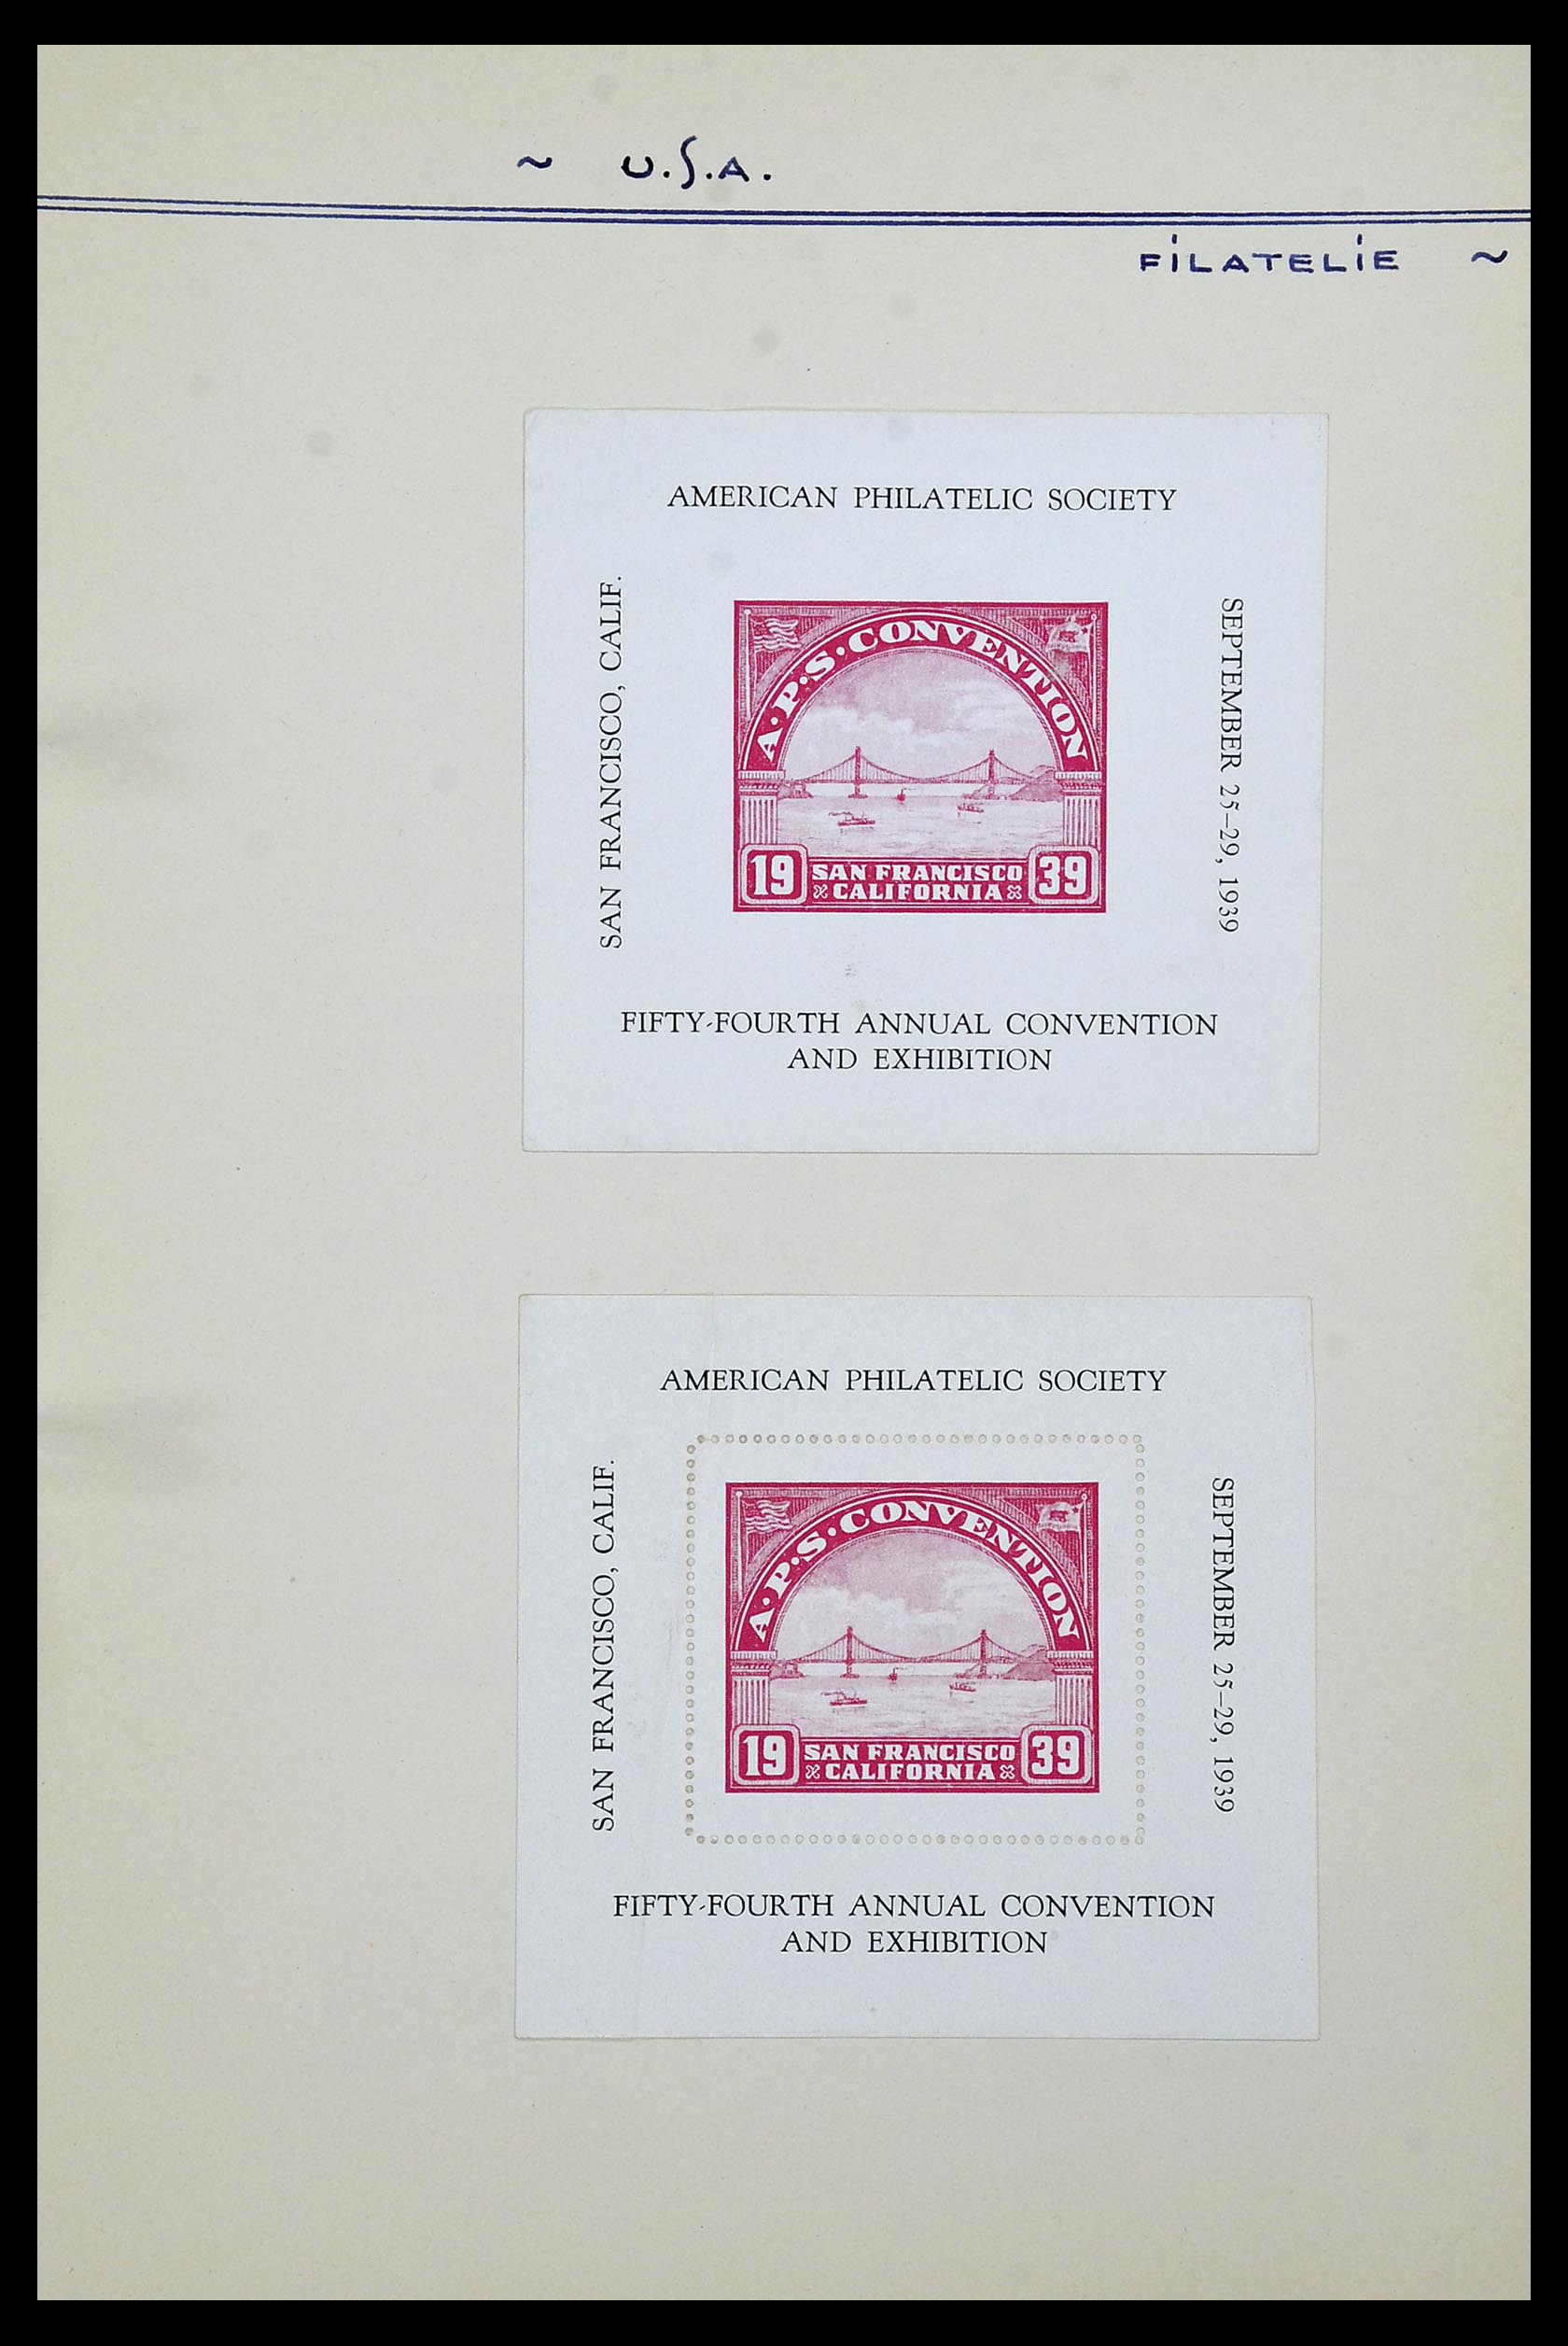 ~ U.S.A.
FILATELIE ~
AMERICAN PHILATELIC SOCIETY
SAN FRANCISCO, CALIF.
A·P·S·CONVENTION
19 SAN FRANCISCO 39
CALIFORNIA
SEPTEMBER 25–29, 1939
FIFTY-FOURTH ANNUAL CONVENTION
AND EXHIBITION
AMERICAN PHILATELIC SOCIETY
SAN FRANCISCO, CALIF.
A·P·S·CONVENTION
19 SAN FRANCISCO 39
CALIFORNIA
SEPTEMBER 25–29, 1939
FIFTY-FOURTH ANNUAL CONVENTION
AND EXHIBITION